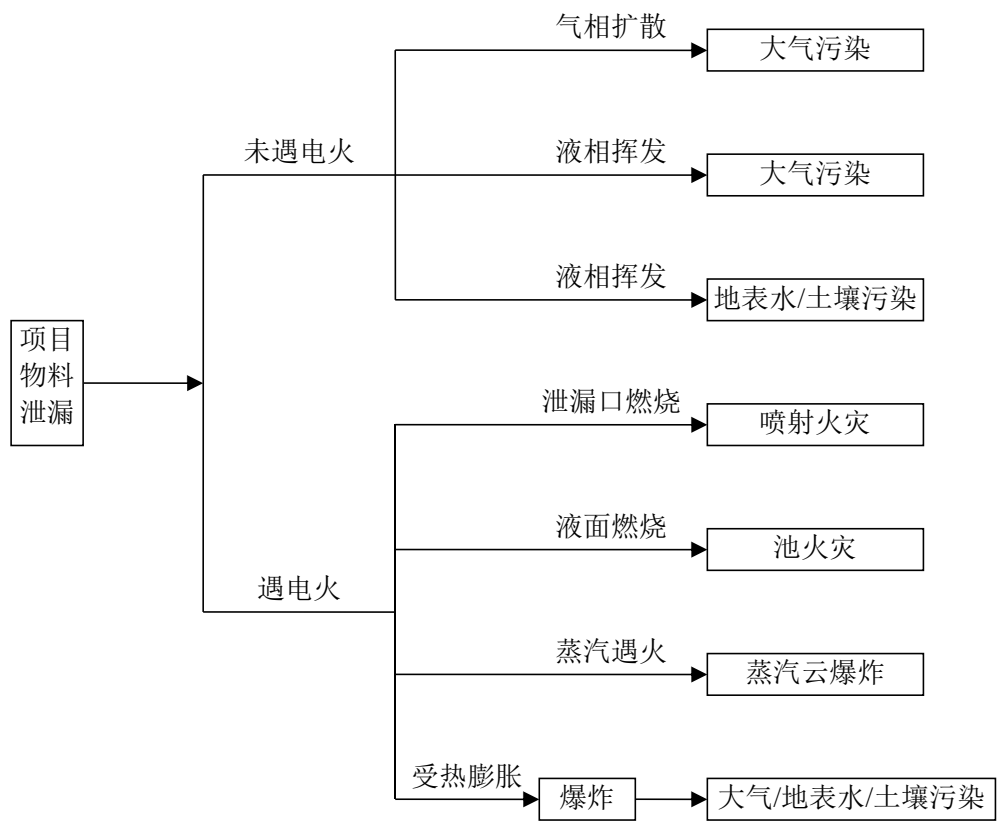 气相扩散
大气污染
未遇电火
液相挥发
大气污染
液相挥发
地表水/土壤污染
项目
物料
泄漏
泄漏口燃烧
喷射火灾
液面燃烧
池火灾
遇电火
蒸汽遇火
蒸汽云爆炸
受热膨胀
爆炸
大气/地表水/土壤污染